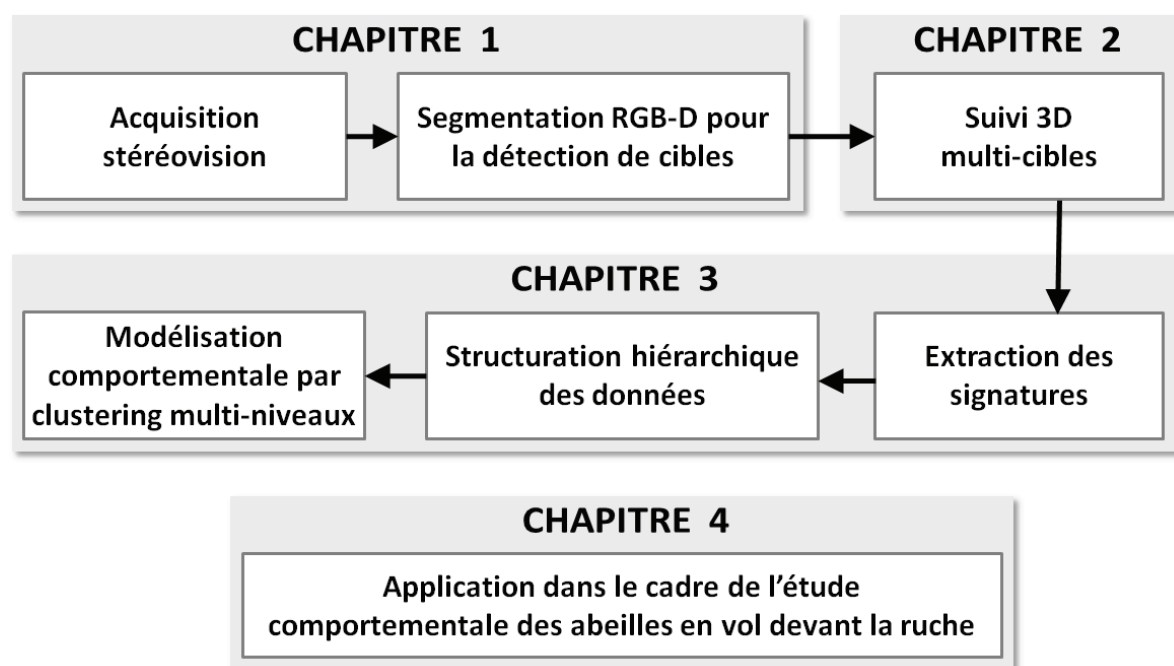 CHAPITRE 1
Acquisition
stéréovision
Segmentation RGB-D pour
la détection de cibles
CHAPITRE 2
Suivi 3D
multi-cibles
CHAPITRE 3
Extraction des
signatures
Structuration hiérarchique
des données
Modélisation
comportementale par
clustering multi-niveaux
CHAPITRE 4
Application dans le cadre de l’étude
comportementale des abeilles en vol devant la ruche